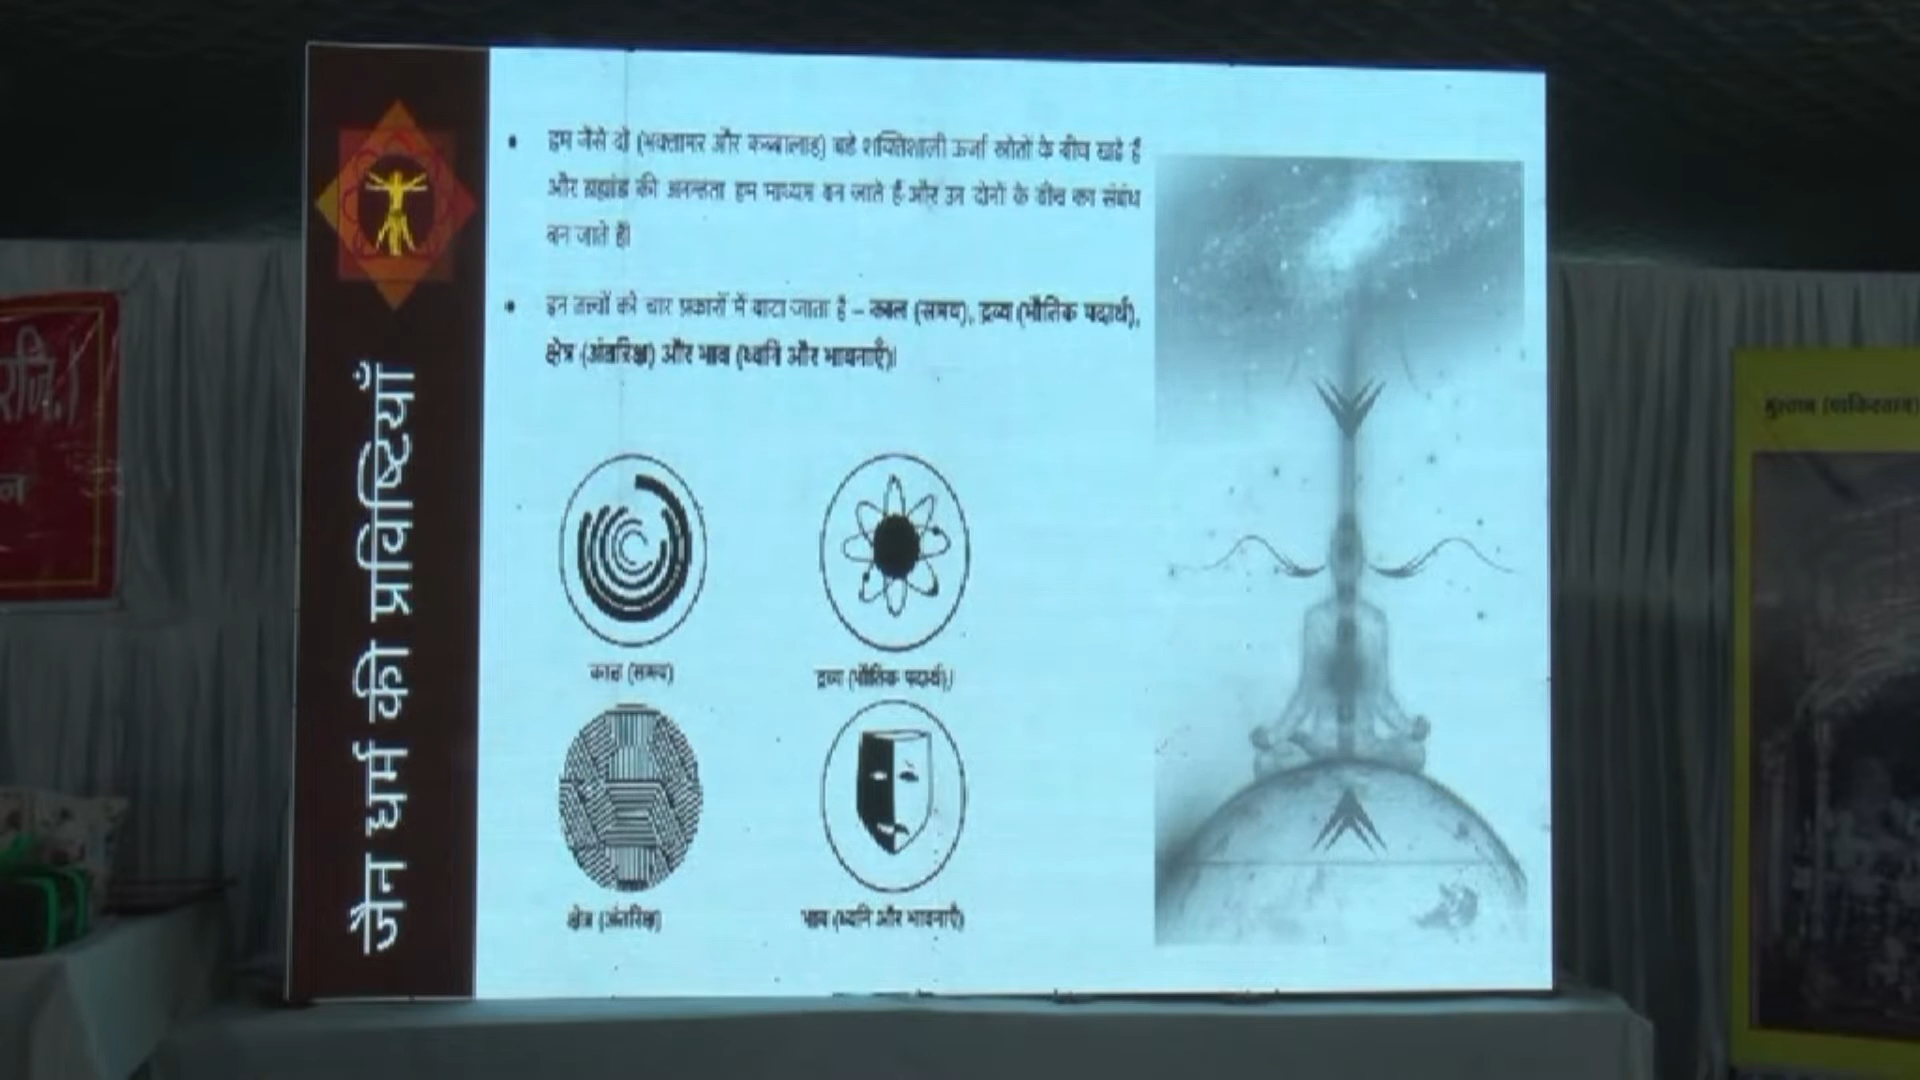 जैन धर्म की प्रविष्टियाँ
• हम जैसे दो (भक्तामर और कब्बालाह) बडे शक्तिशाली ऊर्जा स्रोतों के बीच खडे हैं
और ब्रह्मांड की अनन्तता हम माध्यम बन जाते हैं और उन दोनों के बीच का संबंध
बन जाते हैं।
• इन तत्त्वों को चार प्रकारों में बाटा जाता है – काल (समय), द्रव्य (भौतिक पदार्थ),
क्षेत्र (अंतरिक्ष) और भाव (ध्वनि और भावनाएँ)।
काल (समय)
द्रव्य (भौतिक पदार्थ)।
क्षेत्र (अंतरिक्ष)
भाव (ध्वनि और भावनाएँ)
रजि.)
न
मुल्तान (पाकिस्तान)